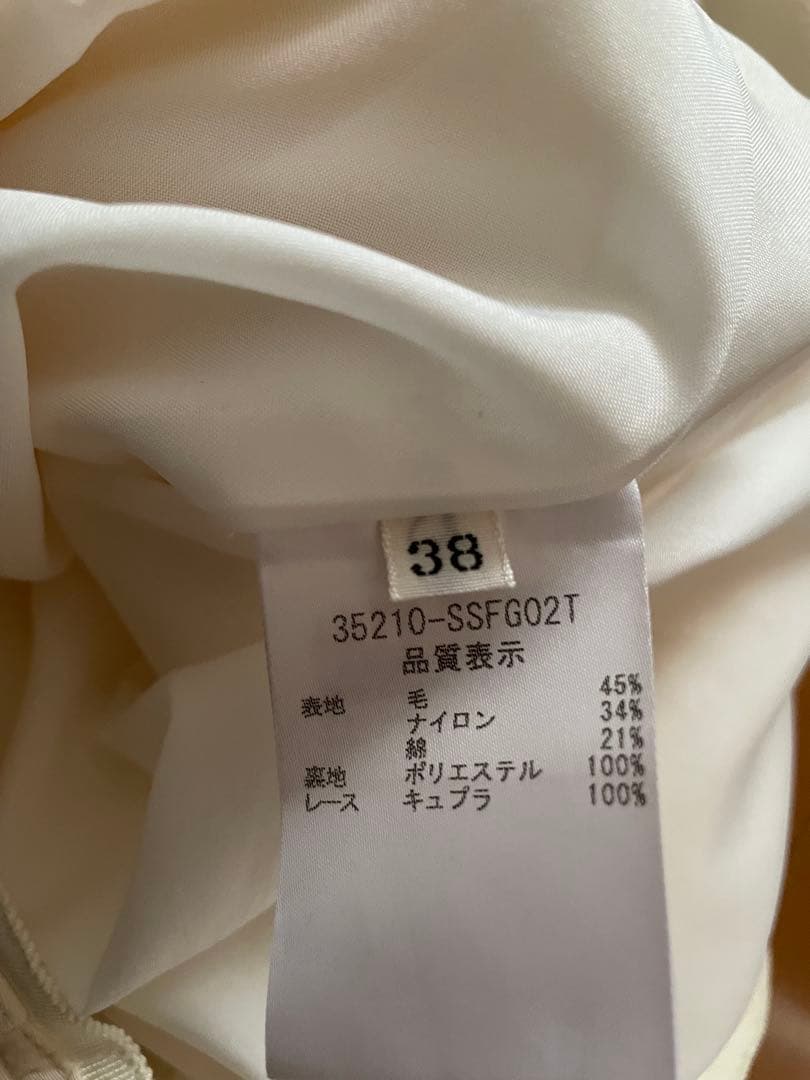 38
35210-SSFG02T
品質表示
表地 毛 45%
ナイロン 34%
綿 21%
裏地 ポリエステル 100%
レース キュプラ 100%